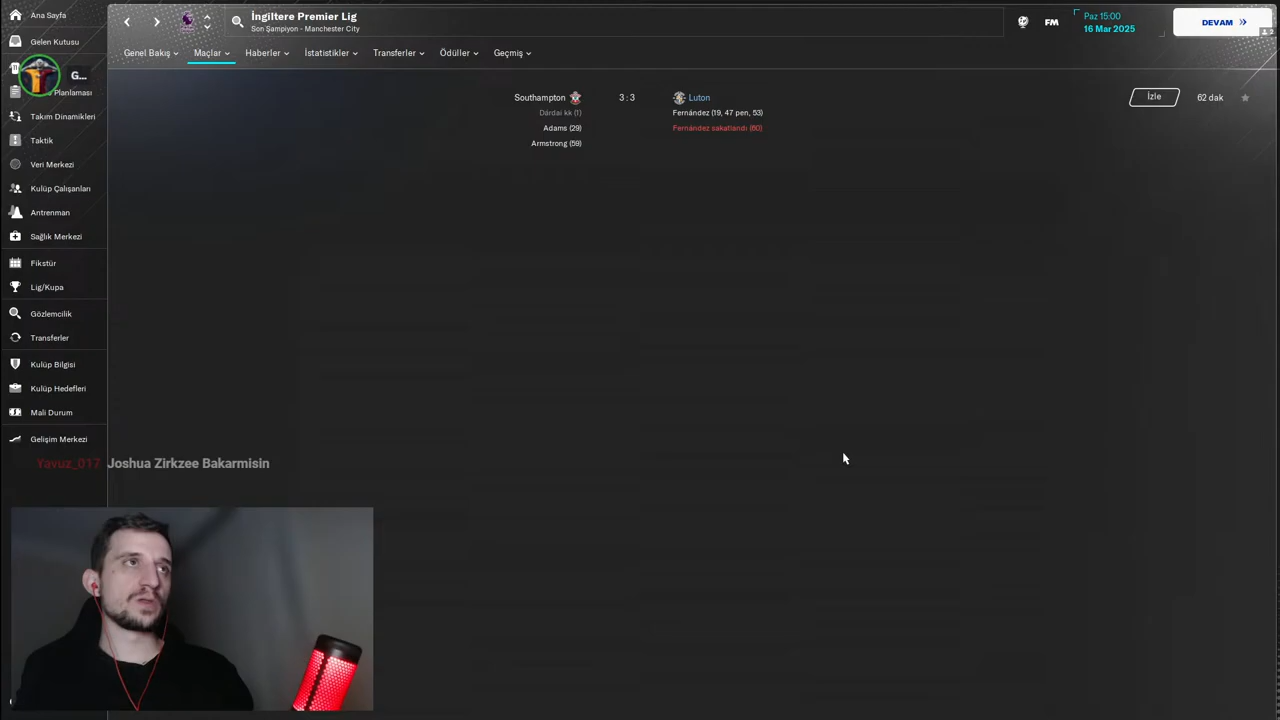 Ana Sayfa
İngiltere Premier Lig
Son Şampiyon - Manchester City
FM
Paz 15:00
16 Mar 2025
DEVAM
2
Gelen Kutusu
Genel Bakış
Maçlar
Haberler
İstatistikler
Transferler
Ödüller
Geçmiş
G...
Planlaması
Takım Dinamikleri
Taktik
Veri Merkezi
Kulüp Çalışanları
Antrenman
Sağlık Merkezi
Fikstür
Lig/Kupa
Gözlemcilik
Transferler
Kulüp Bilgisi
Kulüp Hedefleri
Mali Durum
Gelişim Merkezi
Southampton 3 : 3 Luton
İzle 62 dak
Dárdai kk (1) Fernández (19, 47 pen, 53)
Adams (29) Fernández sakatlandı (60)
Armstrong (59)
Yavuz_017 Joshua Zirkzee Bakarmisin